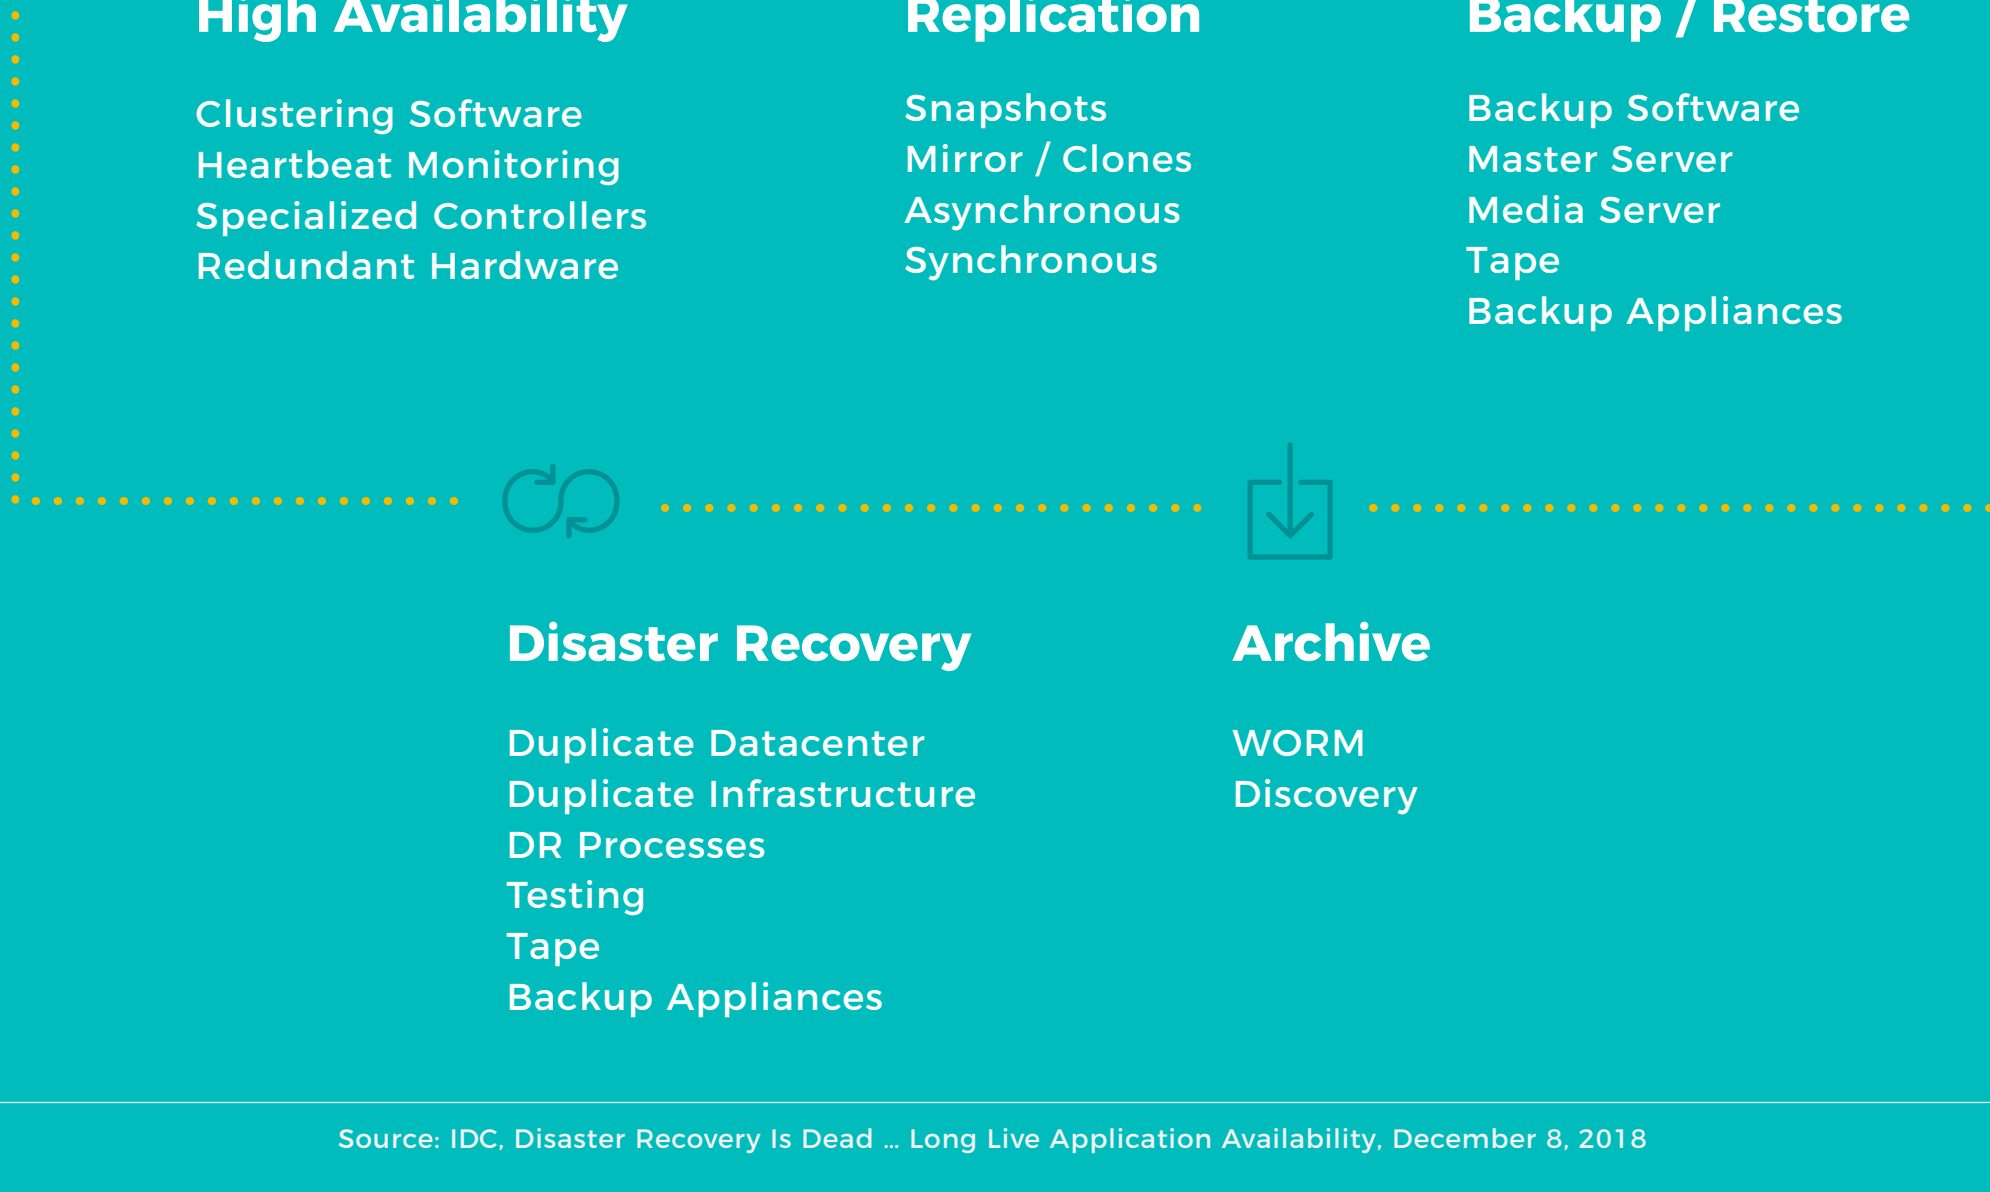 High Availability
Clustering Software
Heartbeat Monitoring
Specialized Controllers
Redundant Hardware
Replication
Snapshots
Mirror / Clones
Asynchronous
Synchronous
Backup / Restore
Backup Software
Master Server
Media Server
Tape
Backup Appliances
Disaster Recovery
Duplicate Datacenter
Duplicate Infrastructure
DR Processes
Testing
Tape
Backup Appliances
Archive
WORM
Discovery
Source: IDC, Disaster Recovery Is Dead ... Long Live Application Availability, December 8, 2018